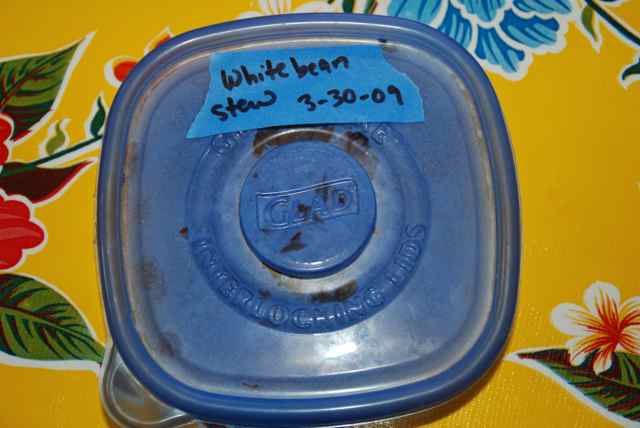 White bean
stew 3-30-09
GLAD
INTERLOCKING LIDS